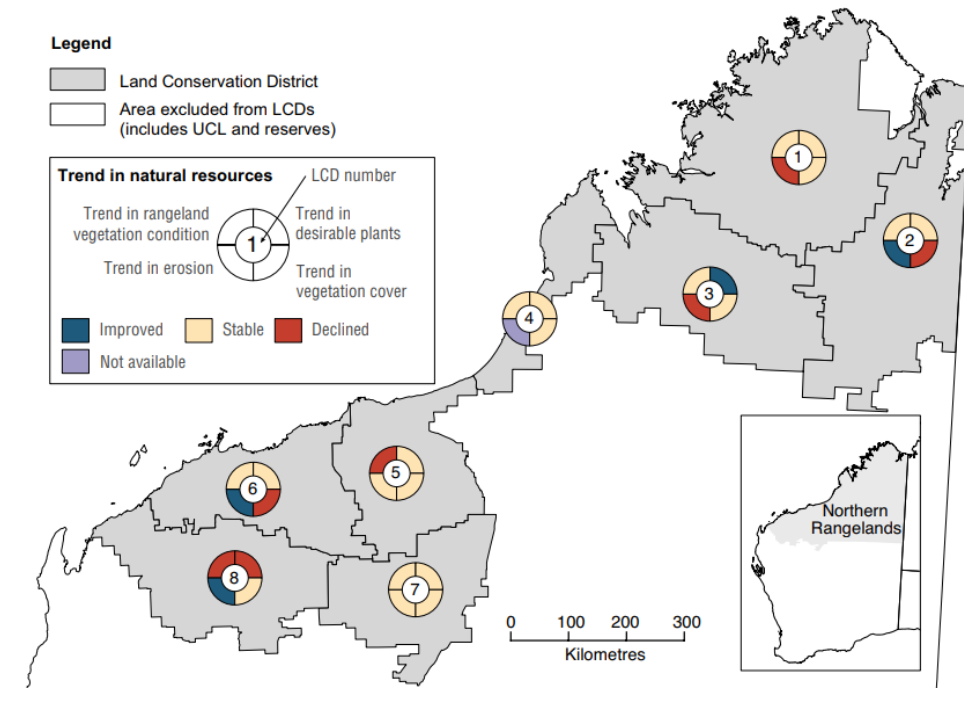 Legend
Land Conservation District
Area excluded from LCDs
(includes UCL and reserves)
Trend in natural resources
LCD number
Trend in rangeland
vegetation condition
Trend in
desirable plants
1
Trend in erosion
Trend in
vegetation cover
Improved
Stable
Declined
Not available
1
2
3
4
5
6
7
8
0 100 200 300
Kilometres
Northern
Rangelands